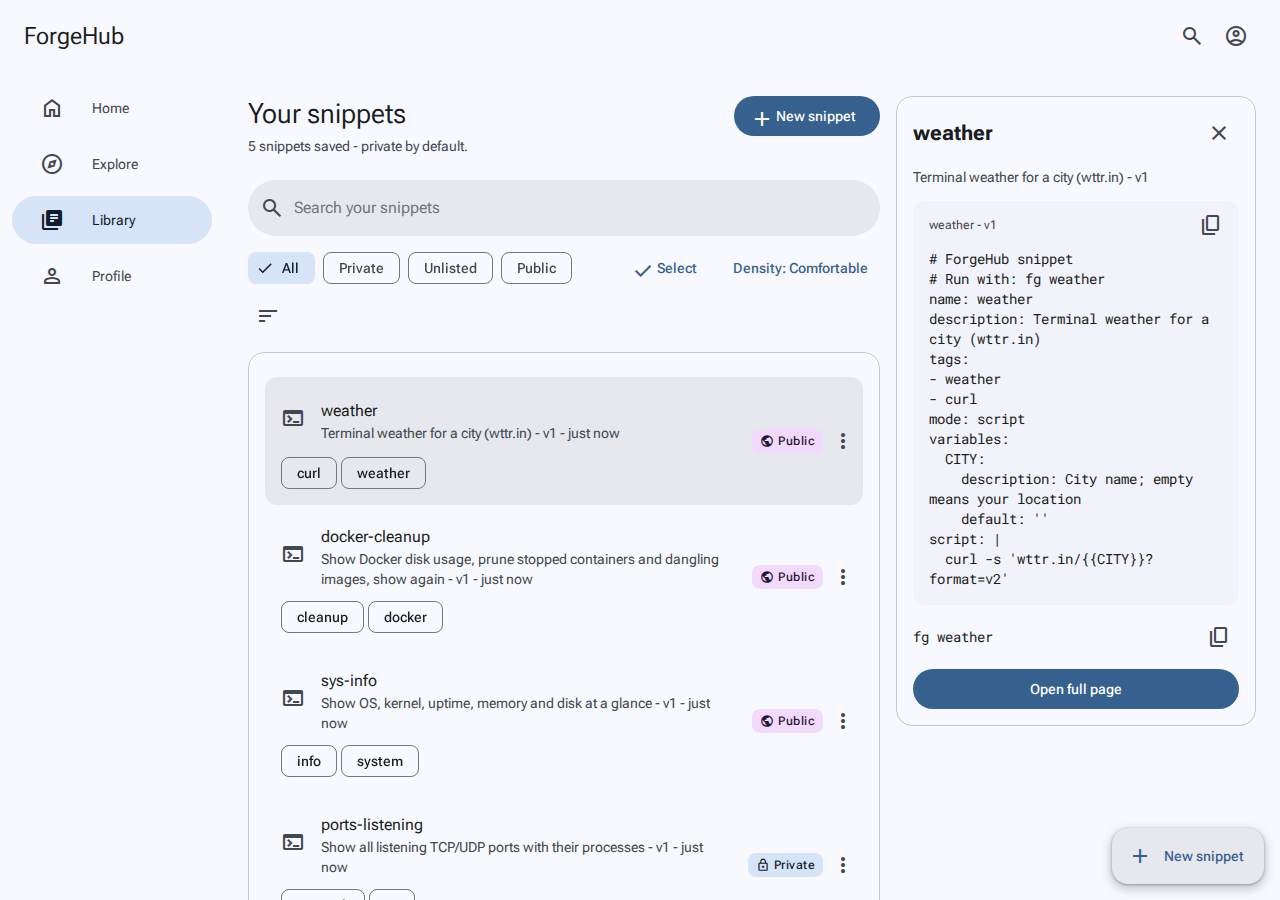 ForgeHub
Home
Explore
Library
Profile
Your snippets
5 snippets saved - private by default.
New snippet
Search your snippets
All
Private
Unlisted
Public
Select
Density: Comfortable
weather
Terminal weather for a city (wttr.in) - v1 - just now
Public
curl
weather
docker-cleanup
Show Docker disk usage, prune stopped containers and dangling
images, show again - v1 - just now
Public
cleanup
docker
sys-info
Show OS, kernel, uptime, memory and disk at a glance - v1 - just
now
Public
info
system
ports-listening
Show all listening TCP/UDP ports with their processes - v1 - just
now
Private
weather
Terminal weather for a city (wttr.in) - v1
weather - v1
# ForgeHub snippet
# Run with: fg weather
name: weather
description: Terminal weather for a
city (wttr.in)
tags:
- weather
- curl
mode: script
variables:
  CITY:
    description: City name; empty
means your location
    default: ''
script: |
  curl -s 'wttr.in/{{CITY}}?
format=v2'
fg weather
Open full page
New snippet